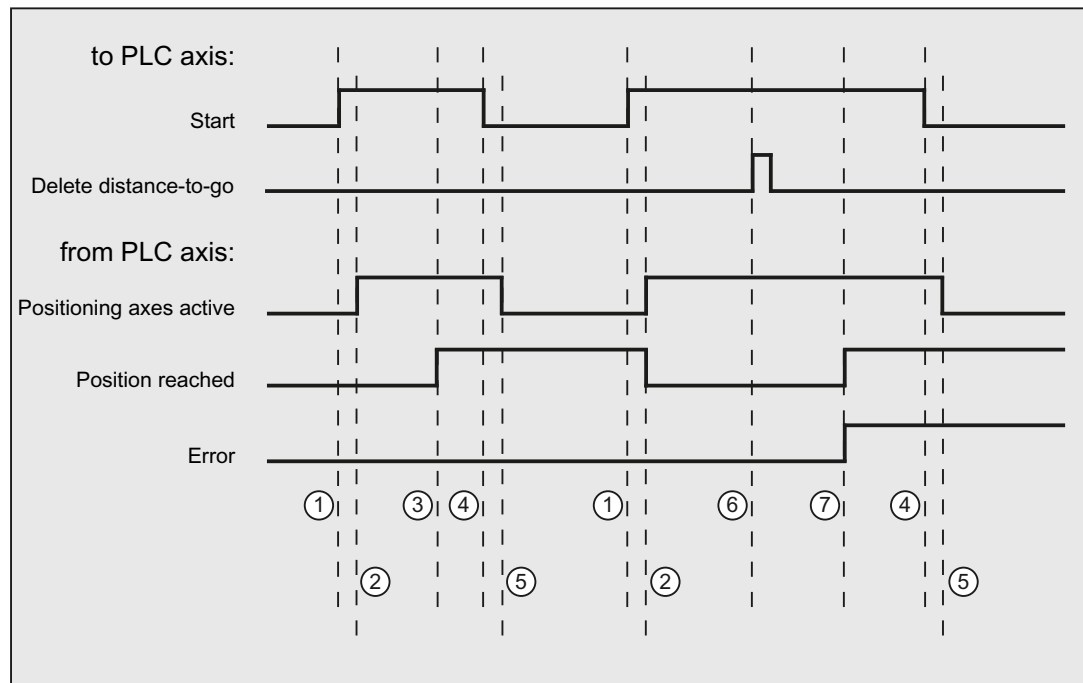 to PLC axis:
Start
Delete distance-to-go
from PLC axis:
Positioning axes active
Position reached
Error
1 3 4 1 6 7 4
2 5 2 5